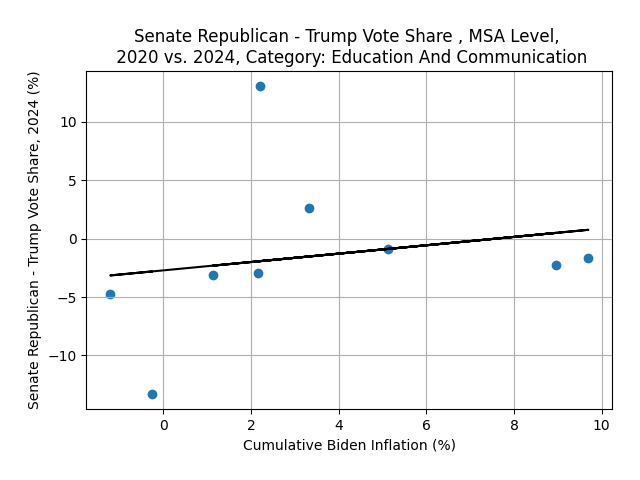 Senate Republican - Trump Vote Share , MSA Level,
2020 vs. 2024, Category: Education And Communication
Senate Republican - Trump Vote Share, 2024 (%)
10
5
0
−5
−10
0
2
4
6
8
10
Cumulative Biden Inflation (%)